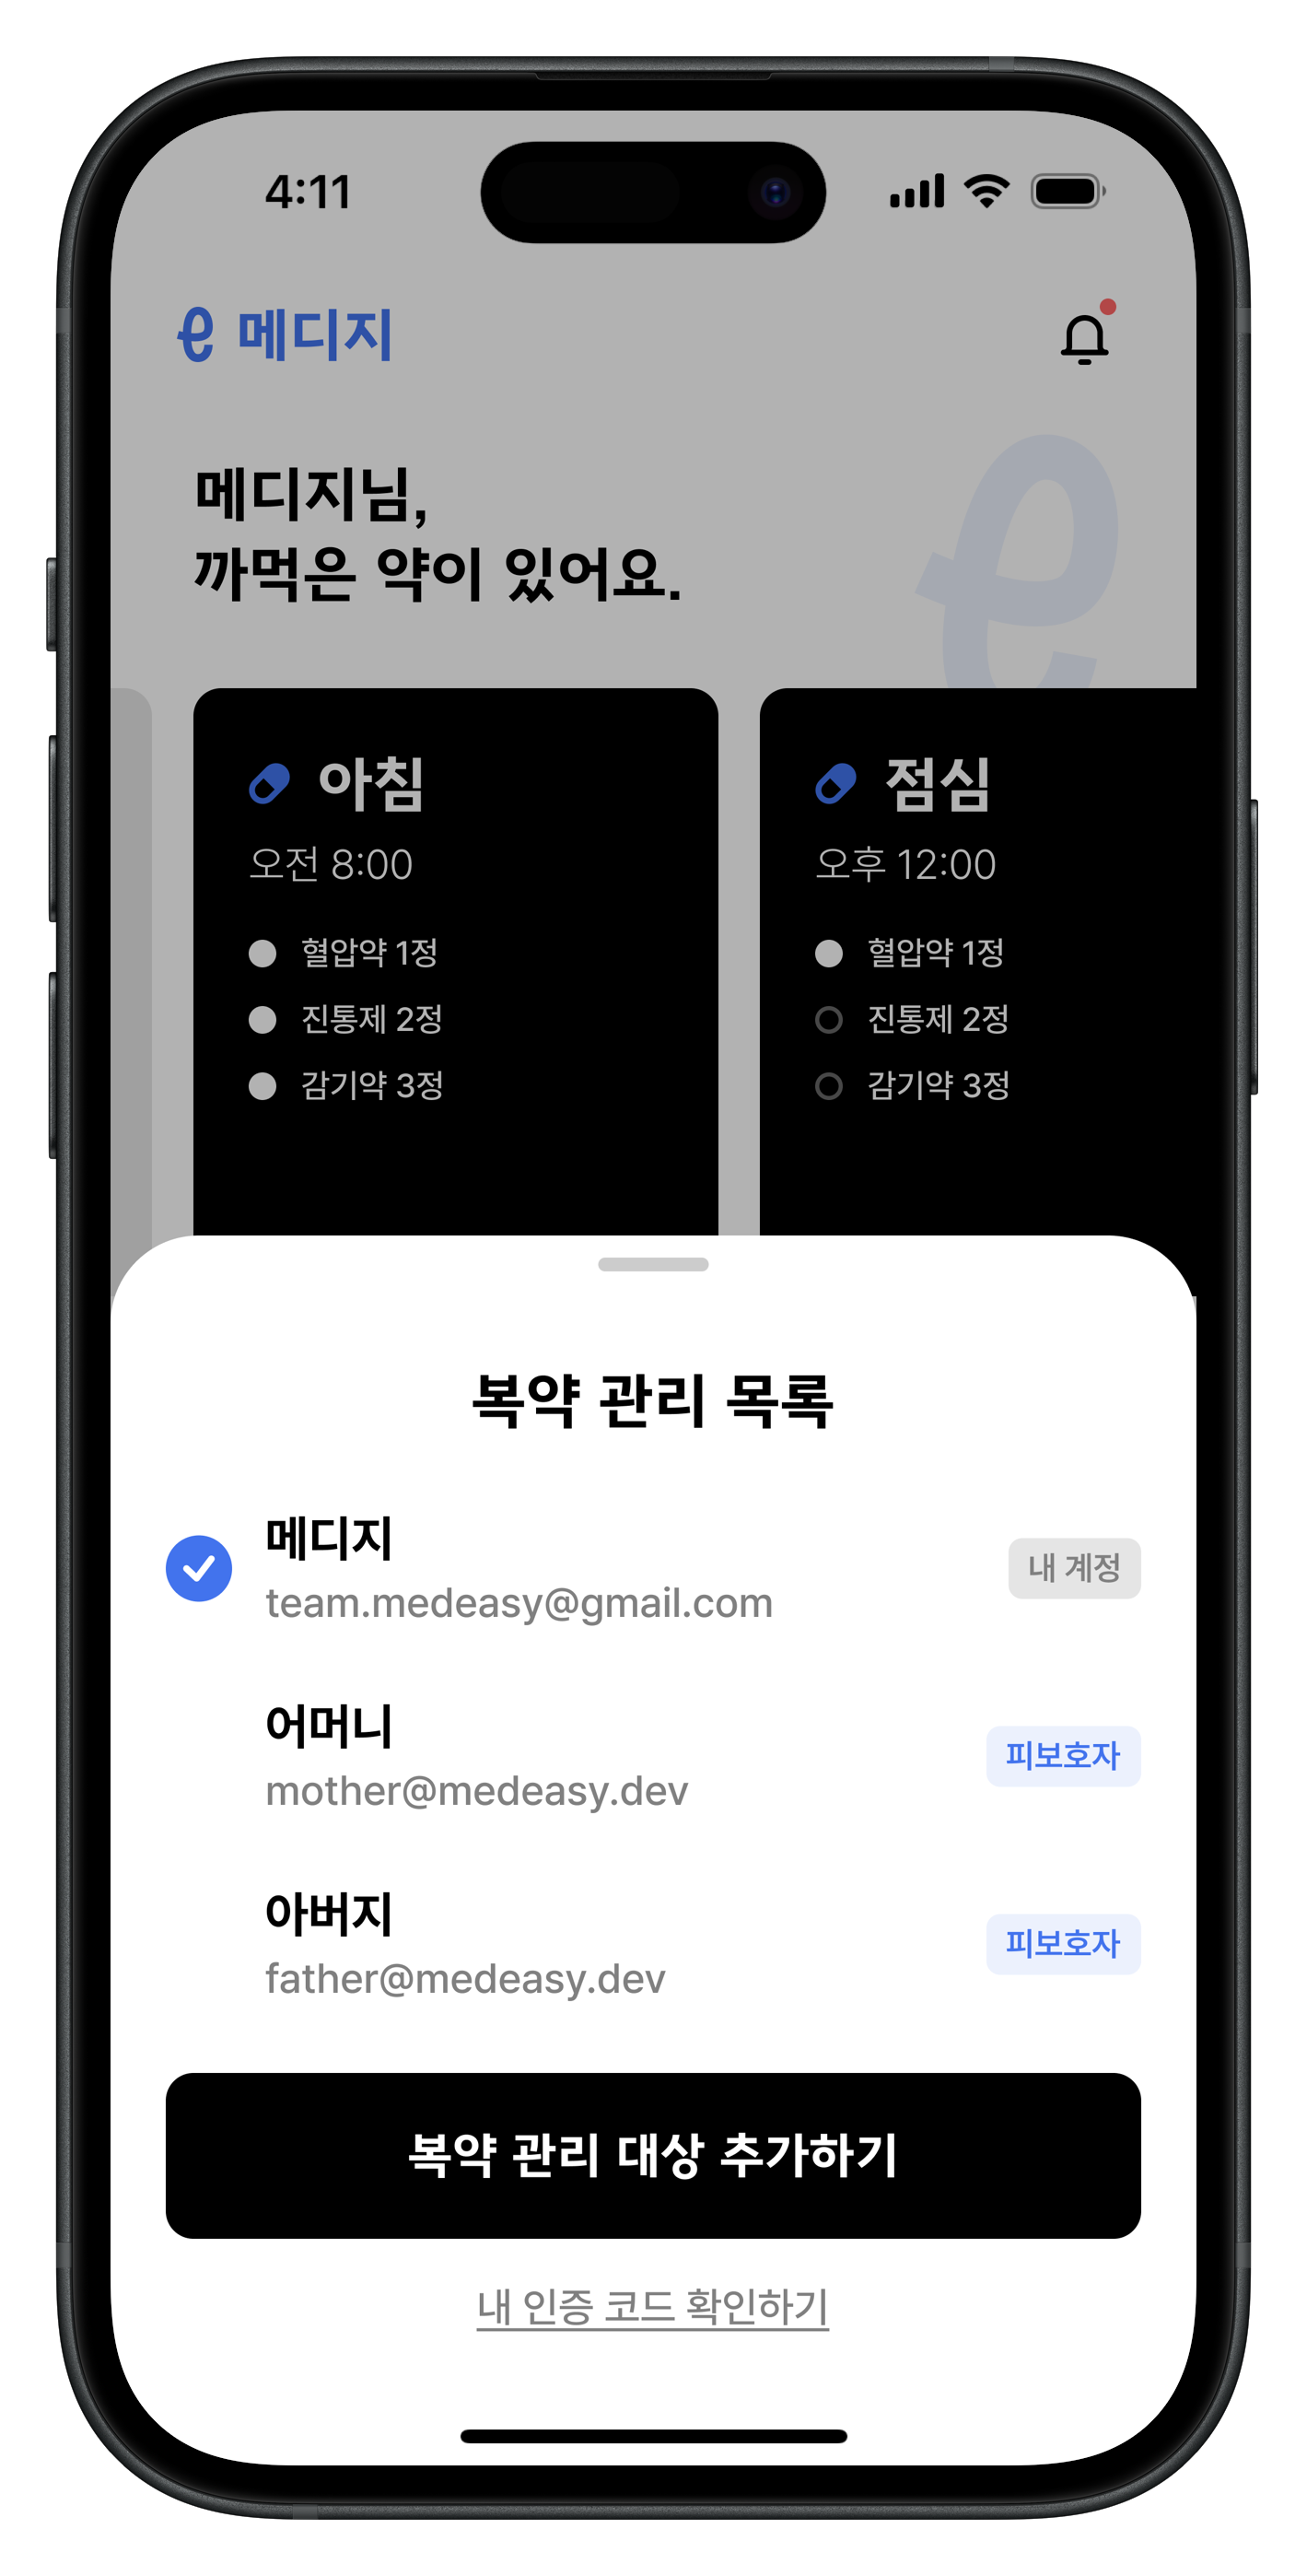 4:11
메디지
메디지님,
까먹은 약이 있어요.
아침
오전 8:00
혈압약 1정
진통제 2정
감기약 3정
점심
오후 12:00
혈압약 1정
진통제 2정
감기약 3정
복약 관리 목록
메디지
team.medeasy@gmail.com
내 계정
어머니
mother@medeasy.dev
피보호자
아버지
father@medeasy.dev
피보호자
복약 관리 대상 추가하기
내 인증 코드 확인하기